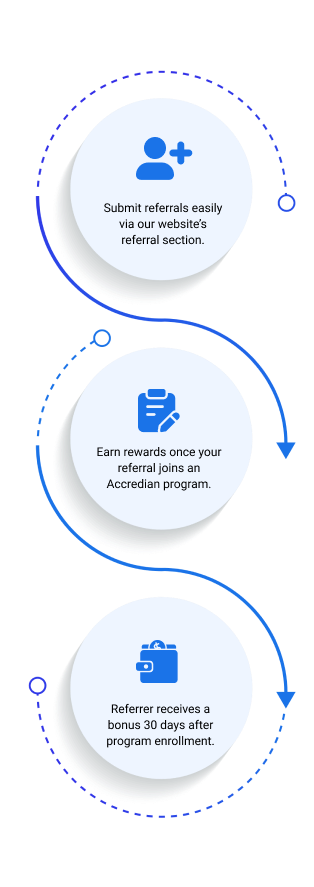 Submit referrals easily
via our website's
referral section.
Earn rewards once your
referral joins an
Accredian program.
Referrer receives a
bonus 30 days after
program enrollment.